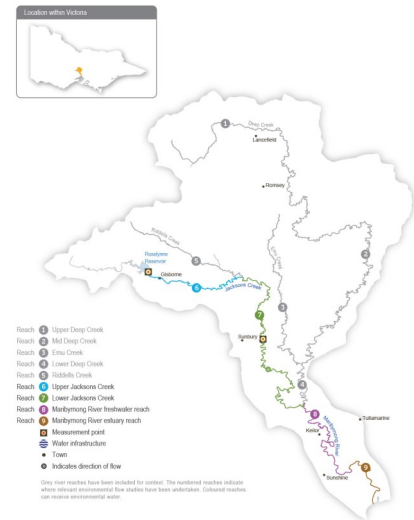 Location within Victoria
1
Deep Creek
Lancefield
Romsey
Riddells Creek
5
Emu Creek
2
Rosslynne
Reservoir
Gisborne
6
Jacksons Creek
3
7
Sunbury
4
Reach 1 Upper Deep Creek
Reach 2 Mid Deep Creek
Reach 3 Emu Creek
Reach 4 Lower Deep Creek
Reach 5 Riddells Creek
Reach 6 Upper Jacksons Creek
Reach 7 Lower Jacksons Creek
Reach 8 Maribyrnong River freshwater reach
Reach 9 Maribyrnong River estuary reach
Measurement point
Water infrastructure
Town
Indicates direction of flow
8
Tullamarine
Keilor
Maribyrnong River
Sunshine
9
Grey river reaches have been included for context. The numbered reaches indicate
where relevant environmental flow studies have been undertaken. Coloured reaches
can receive environmental water.